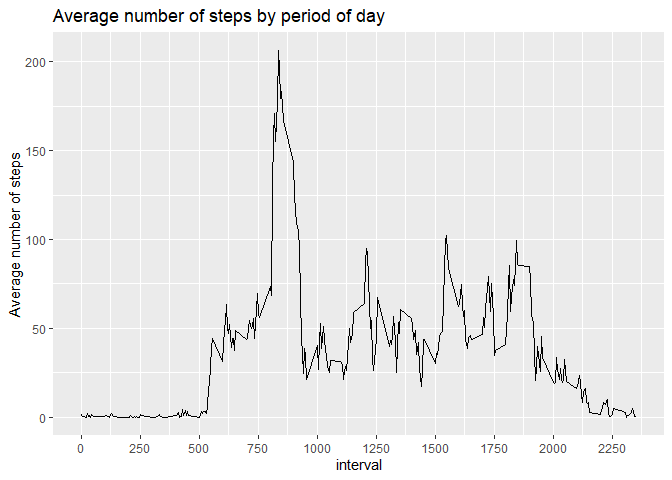 Average number of steps by period of day
Average number of steps
200
150
100
50
0
0 250 500 750 1000 1250 1500 1750 2000 2250
interval